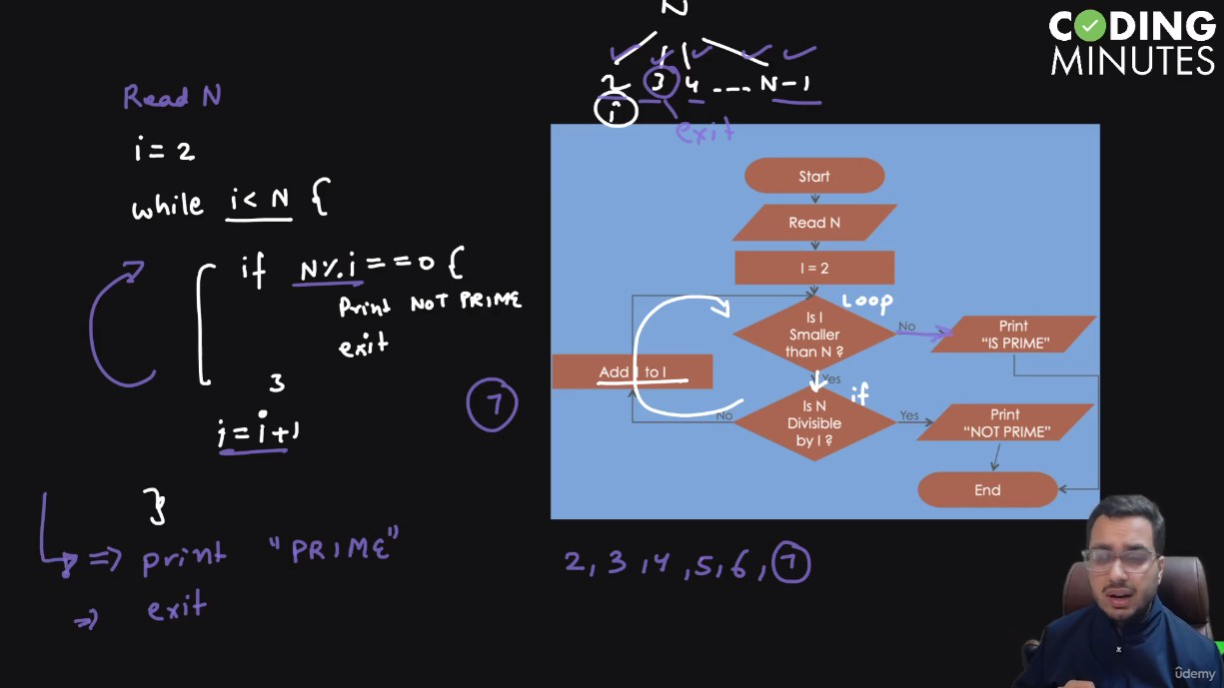 N
CODING
MINUTES
2 3 4 --- N-1
i
exit
Read N
i = 2
while i < N {
if N%i == 0 {
Print NOT PRIME
exit
}
i = i+1
}
=> print "PRIME"
=> exit
7
Start
Read N
I = 2
Loop
Is I
Smaller
than N ?
No
Print
"IS PRIME"
Add 1 to I
Yes
if
Is N
Divisible
by I ?
No
Yes
Print
"NOT PRIME"
End
2, 3, 4, 5, 6, 7
ûdemy